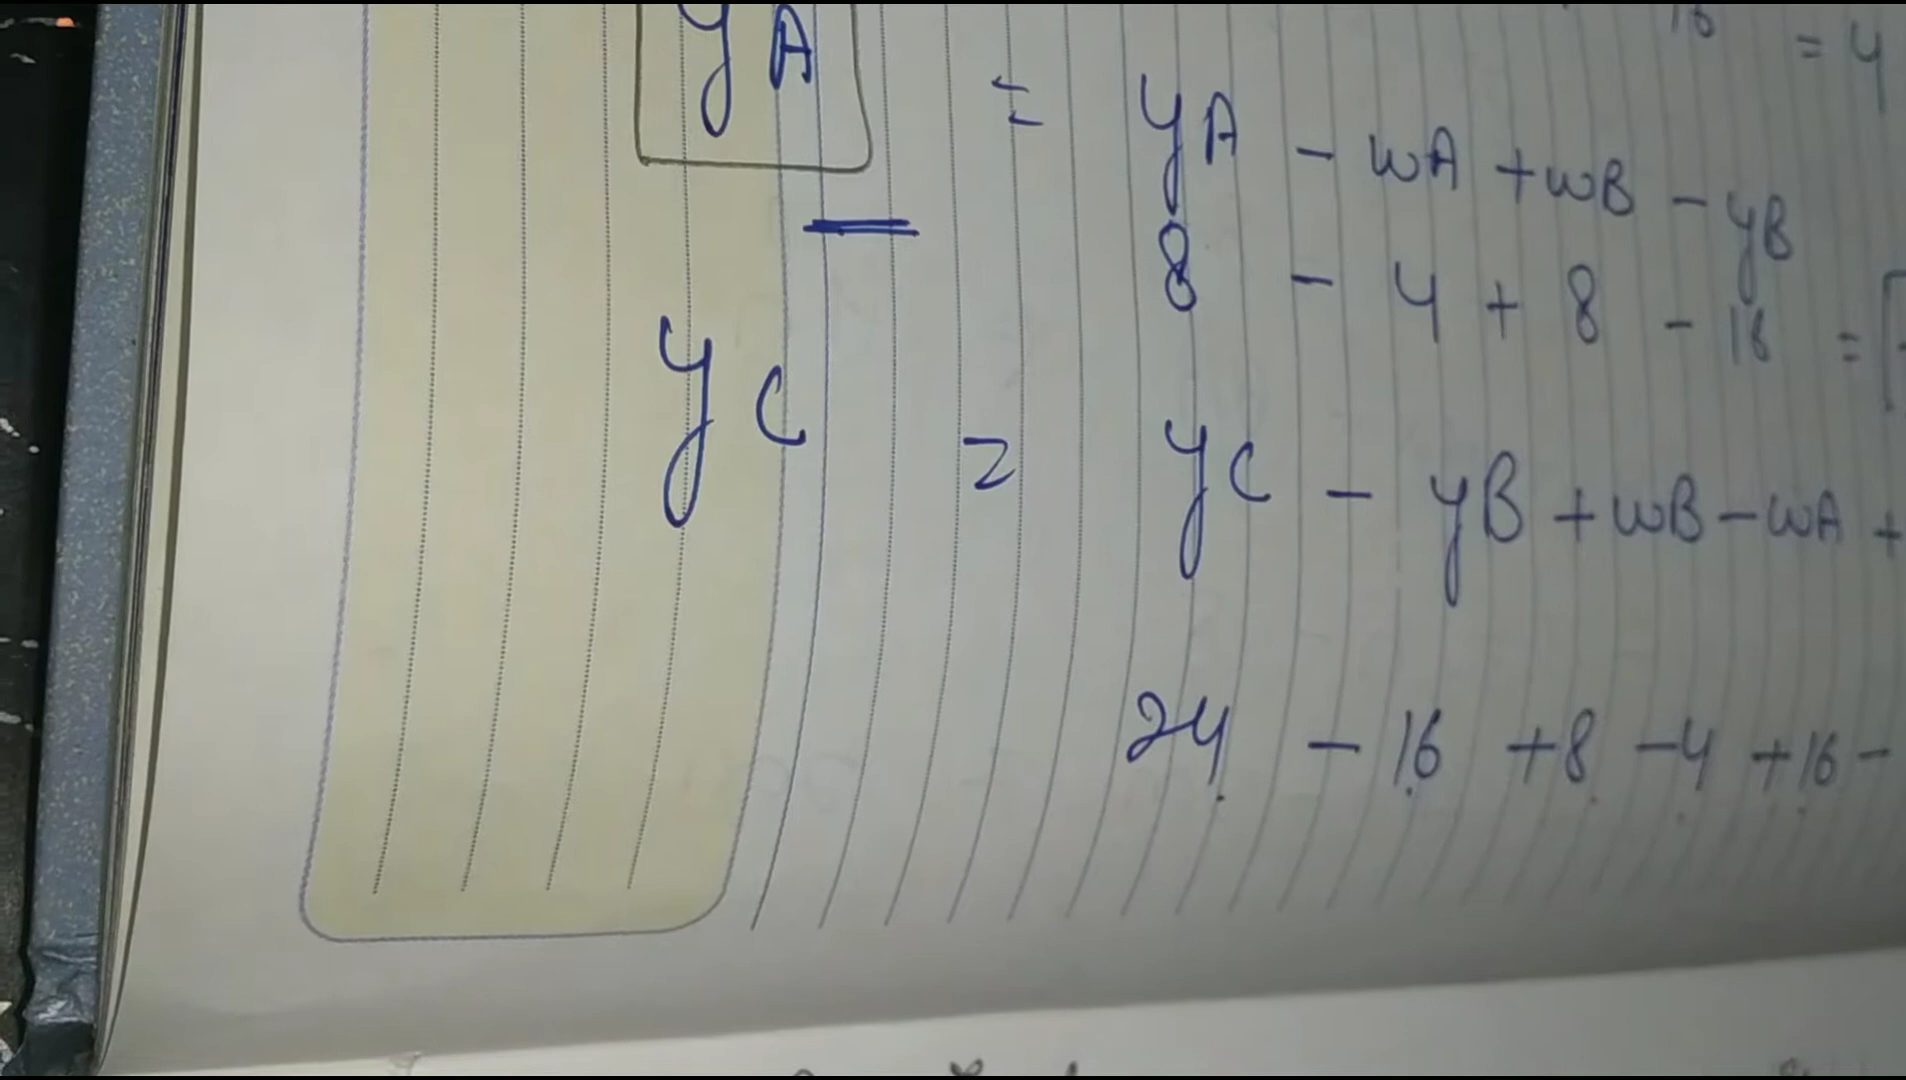 16 = 4
yA = yA - wA + wB - yB
8 - 4 + 8 - 16 =
yC = yC - yB + wB - wA +
24 - 16 + 8 - 4 + 16 -